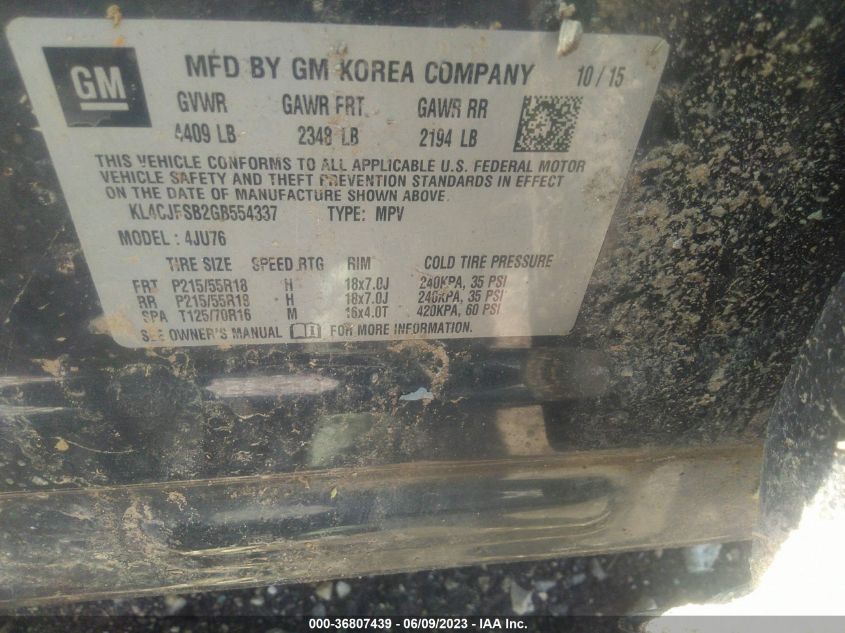 GM
MFD BY GM KOREA COMPANY 10/15
GVWR GAWR FRT GAWR RR
4409 LB 2348 LB 2194 LB
THIS VEHICLE CONFORMS TO ALL APPLICABLE U.S. FEDERAL MOTOR
VEHICLE SAFETY AND THEFT PREVENTION STANDARDS IN EFFECT
ON THE DATE OF MANUFACTURE SHOWN ABOVE.
KL4CJFSB2GB554337 TYPE: MPV
MODEL: 4JU76
TIRE SIZE SPEED RTG RIM COLD TIRE PRESSURE
FRT P215/55R18 H 18x7.0J 240KPA, 35 PSI
RR P215/55R18 H 18x7.0J 240KPA, 35 PSI
SPA T125/70R16 M 16x4.0T 420KPA, 60 PSI
SEE OWNER'S MANUAL FOR MORE INFORMATION.
000-36807439 - 06/09/2023 - IAA Inc.